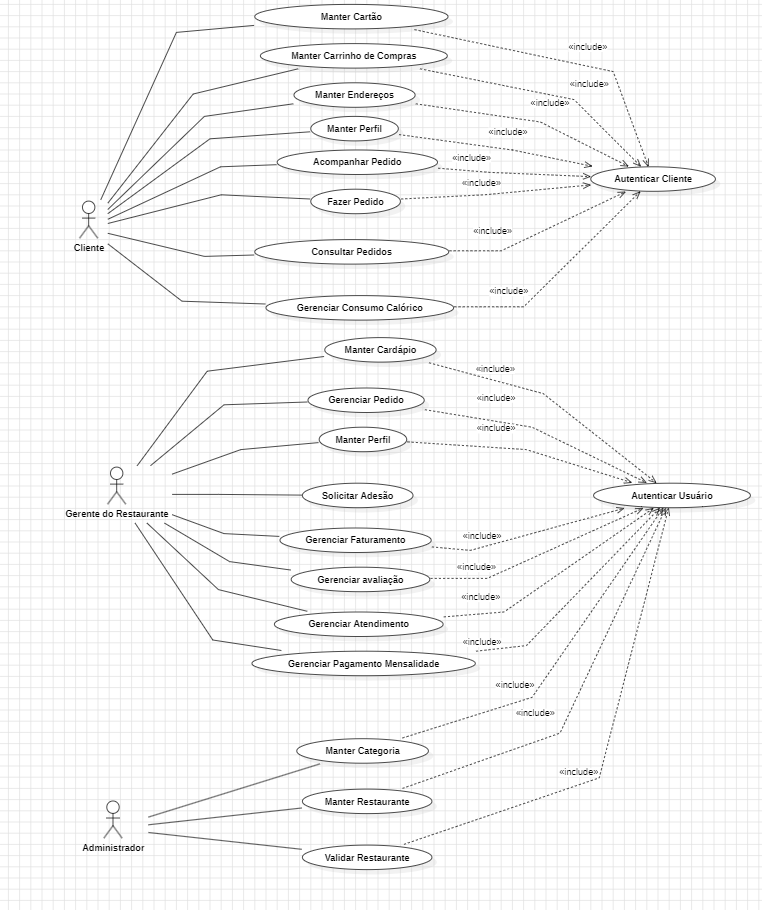 Manter Cartão
«include»
Manter Carrinho de Compras
«include»
Manter Endereços
«include»
Manter Perfil
«include»
Acompanhar Pedido
«include»
Autenticar Cliente
«include»
Fazer Pedido
Cliente
«include»
Consultar Pedidos
«include»
Gerenciar Consumo Calórico
Manter Cardápio
«include»
Gerenciar Pedido
«include»
Manter Perfil
«include»
Solicitar Adesão
Autenticar Usuário
Gerente do Restaurante
Gerenciar Faturamento
«include»
Gerenciar avaliação
«include»
Gerenciar Atendimento
«include»
Gerenciar Pagamento Mensalidade
«include»
«include»
«include»
Manter Categoria
«include»
Manter Restaurante
Administrador
Validar Restaurante